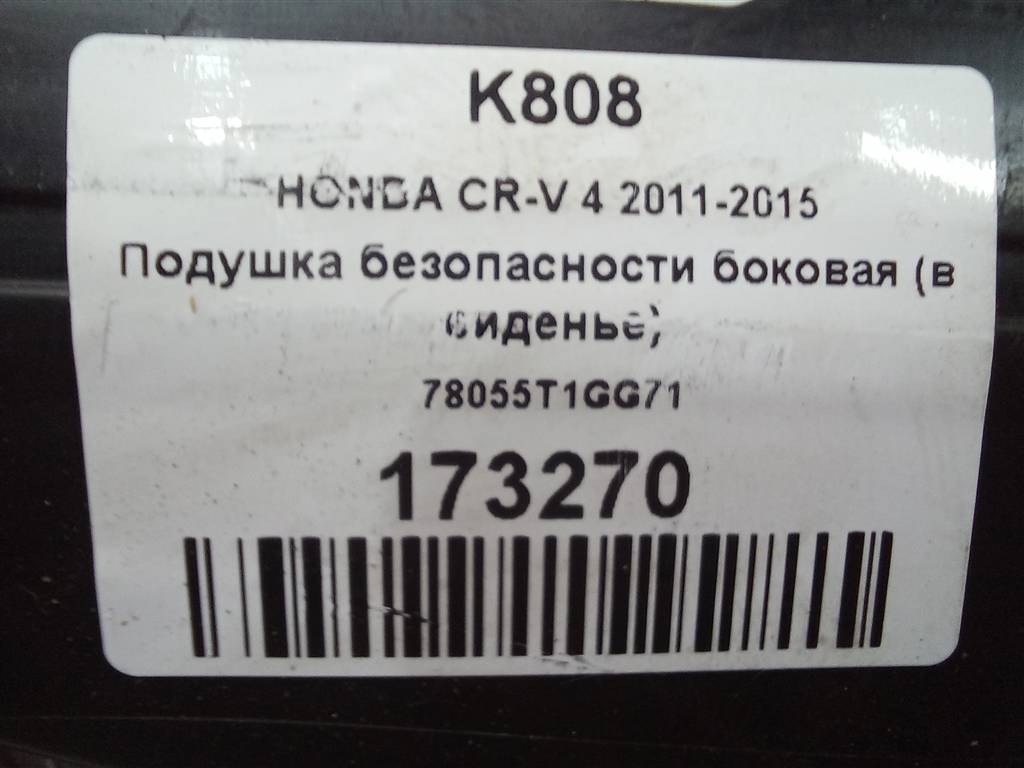 K808
HONDA CR-V 4 2011-2015
Подушка безопасности боковая (в
сиденье)
78055T1GG71
173270